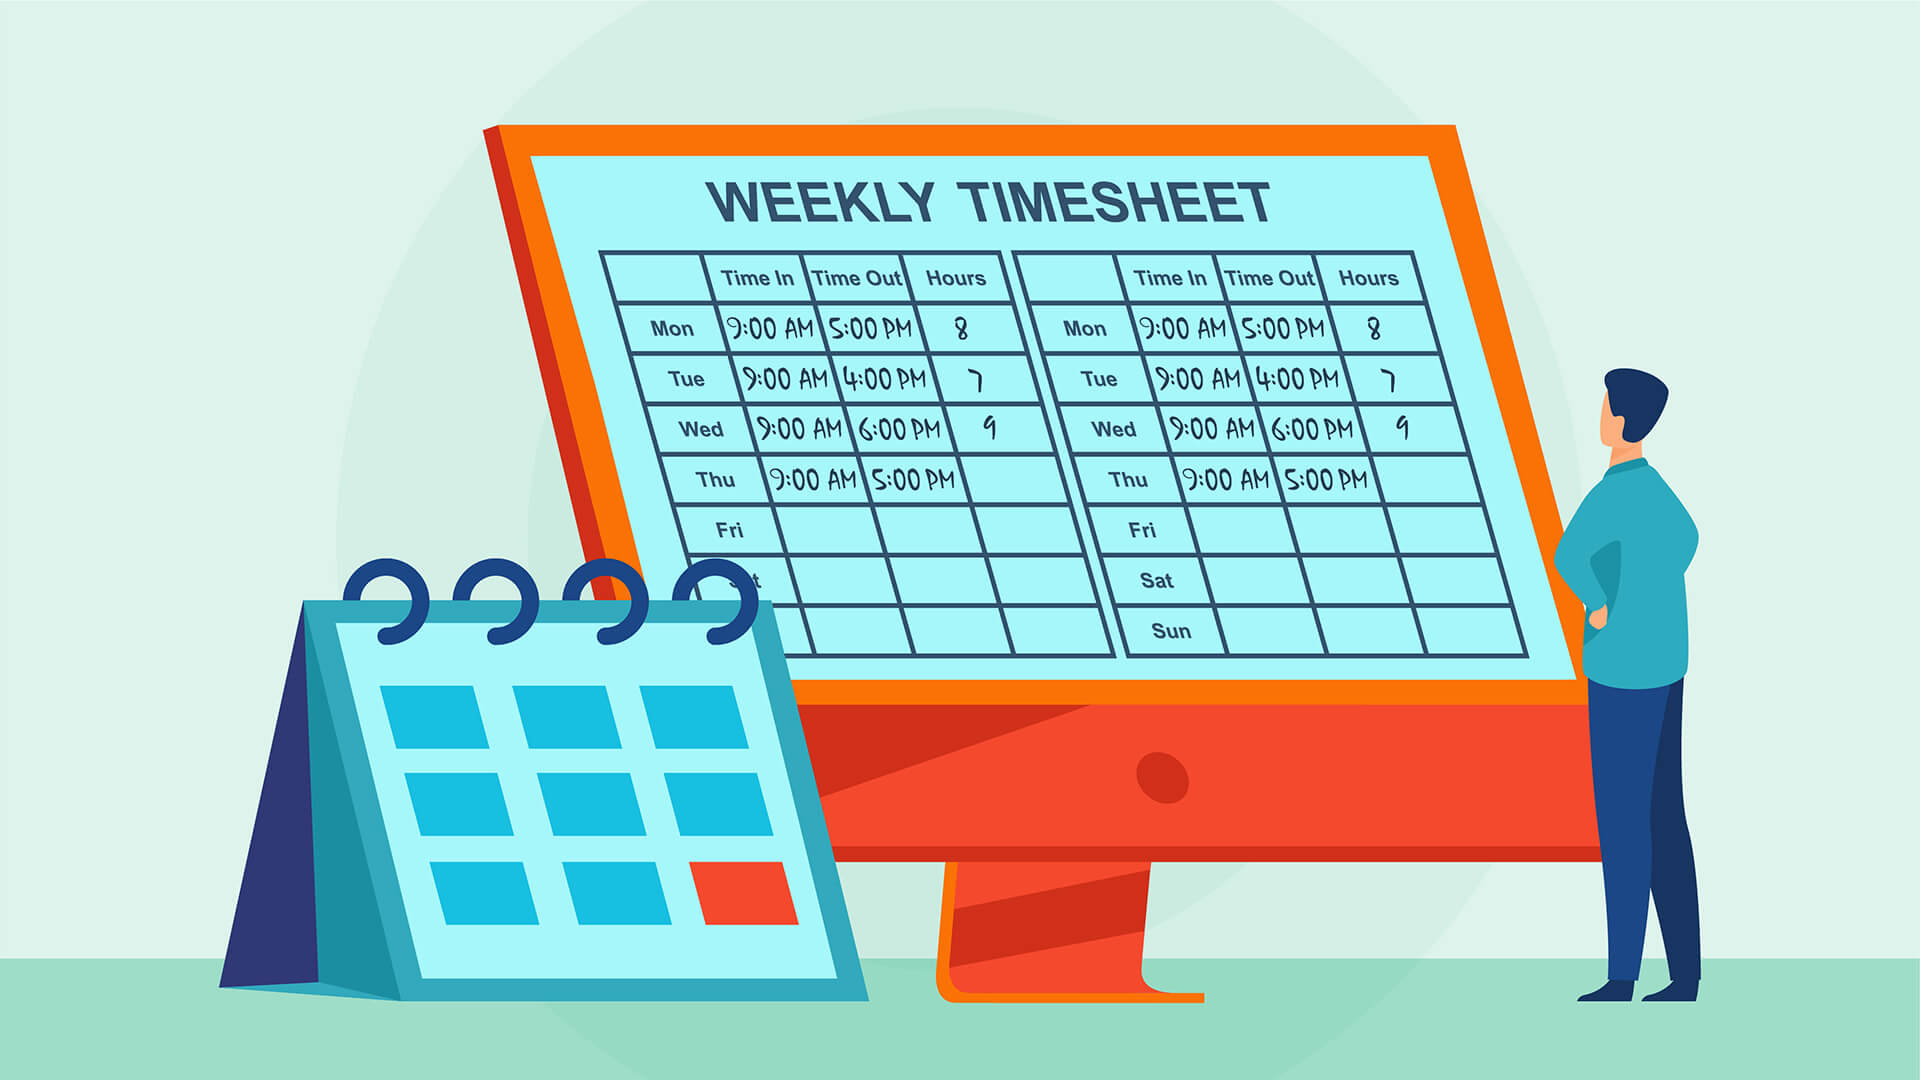 WEEKLY TIMESHEET
Time In Time Out Hours
Mon 9:00 AM 5:00 PM 8
Tue 9:00 AM 4:00 PM 7
Wed 9:00 AM 6:00 PM 9
Thu 9:00 AM 5:00 PM
Fri
Time In Time Out Hours
Mon 9:00 AM 5:00 PM 8
Tue 9:00 AM 4:00 PM 7
Wed 9:00 AM 6:00 PM 9
Thu 9:00 AM 5:00 PM
Fri
Sat
Sun